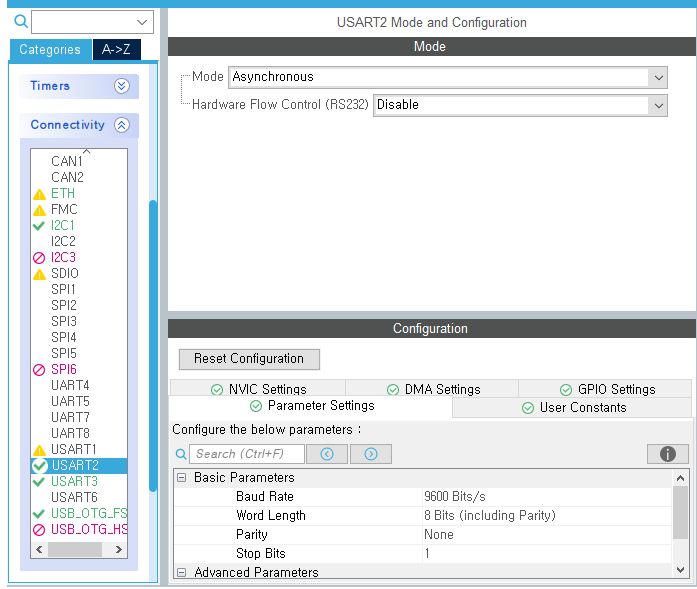 USART2 Mode and Configuration
Categories
A->Z
Mode
Timers
Mode
Asynchronous
Hardware Flow Control (RS232)
Disable
Connectivity
CAN1
CAN2
ETH
FMC
I2C1
I2C2
I2C3
SDIO
SPI1
SPI2
SPI3
SPI4
SPI5
SPI6
UART4
UART5
UART7
UART8
USART1
USART2
USART3
USART6
USB_OTG_FS
USB_OTG_HS
Configuration
Reset Configuration
NVIC Settings
DMA Settings
GPIO Settings
Parameter Settings
User Constants
Configure the below parameters :
Search (Ctrl+F)
Basic Parameters
Baud Rate 9600 Bits/s
Word Length 8 Bits (including Parity)
Parity None
Stop Bits 1
Advanced Parameters